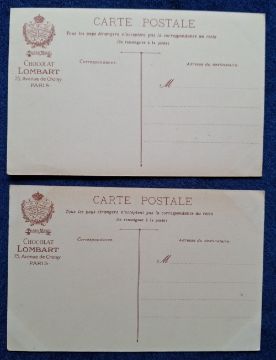 CARTE POSTALE
Tous les pays étrangers n'acceptent pas la correspondance au recto
(Se renseigner à la poste)
Correspondance
Adresse du destinataire
M
CHOCOLAT
LOMBART
75, Avenue de Choisy
PARIS
CARTE POSTALE
Tous les pays étrangers n'acceptent pas la correspondance au recto
(Se renseigner à la poste)
Correspondance
Adresse du destinataire
M
CHOCOLAT
LOMBART
75, Avenue de Choisy
PARIS